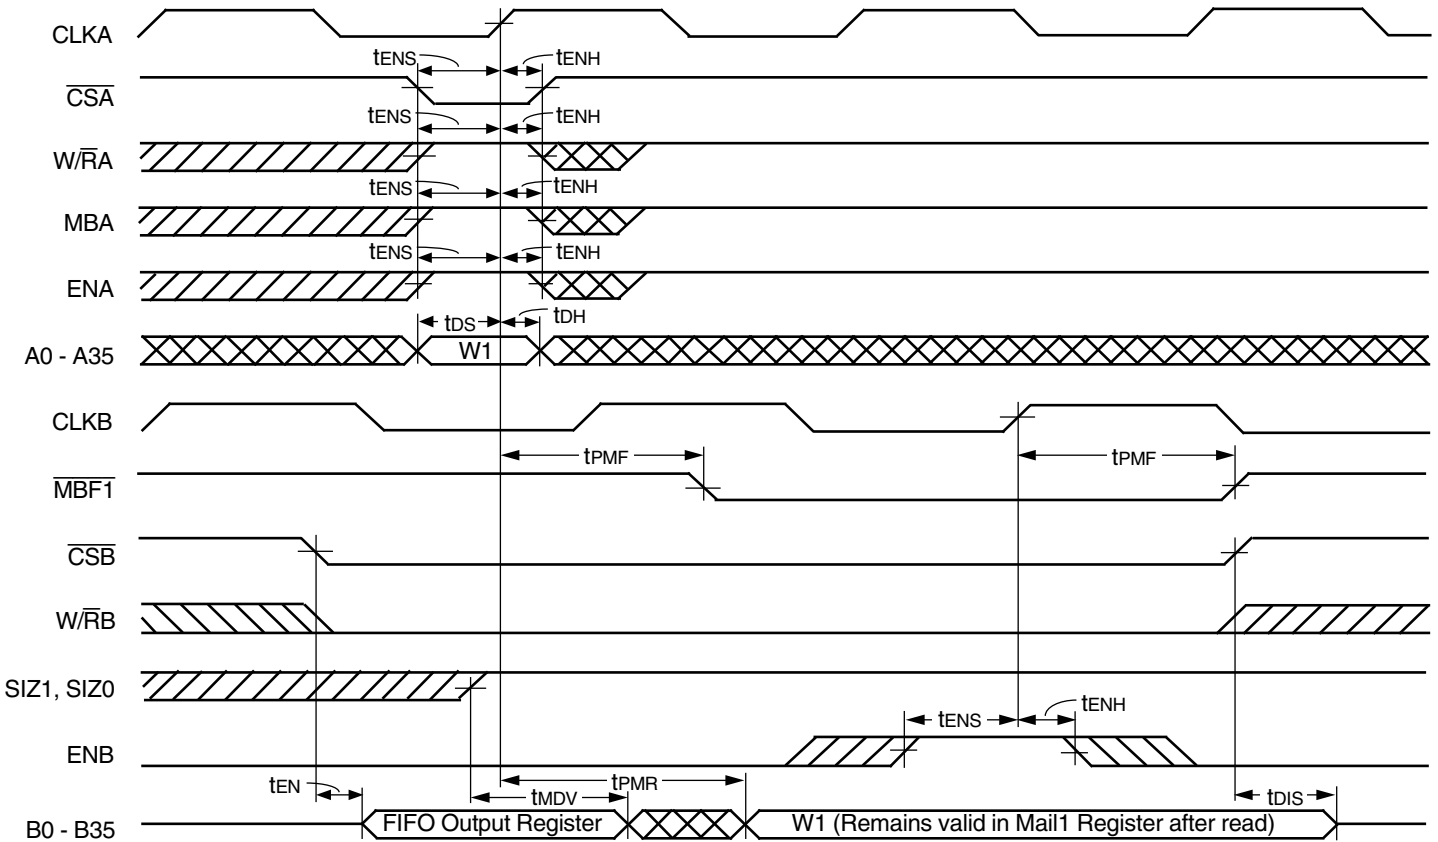 CLKA
tENS tENH
CSA
tENS tENH
W/RA
tENS tENH
MBA
tENS tENH
ENA
tDS tDH
A0 - A35 W1
CLKB
tPMF tPMF
MBF1
CSB
W/RB
SIZ1, SIZ0
tENS tENH
ENB
tEN tPMR
tMDV tDIS
B0 - B35 FIFO Output Register W1 (Remains valid in Mail1 Register after read)